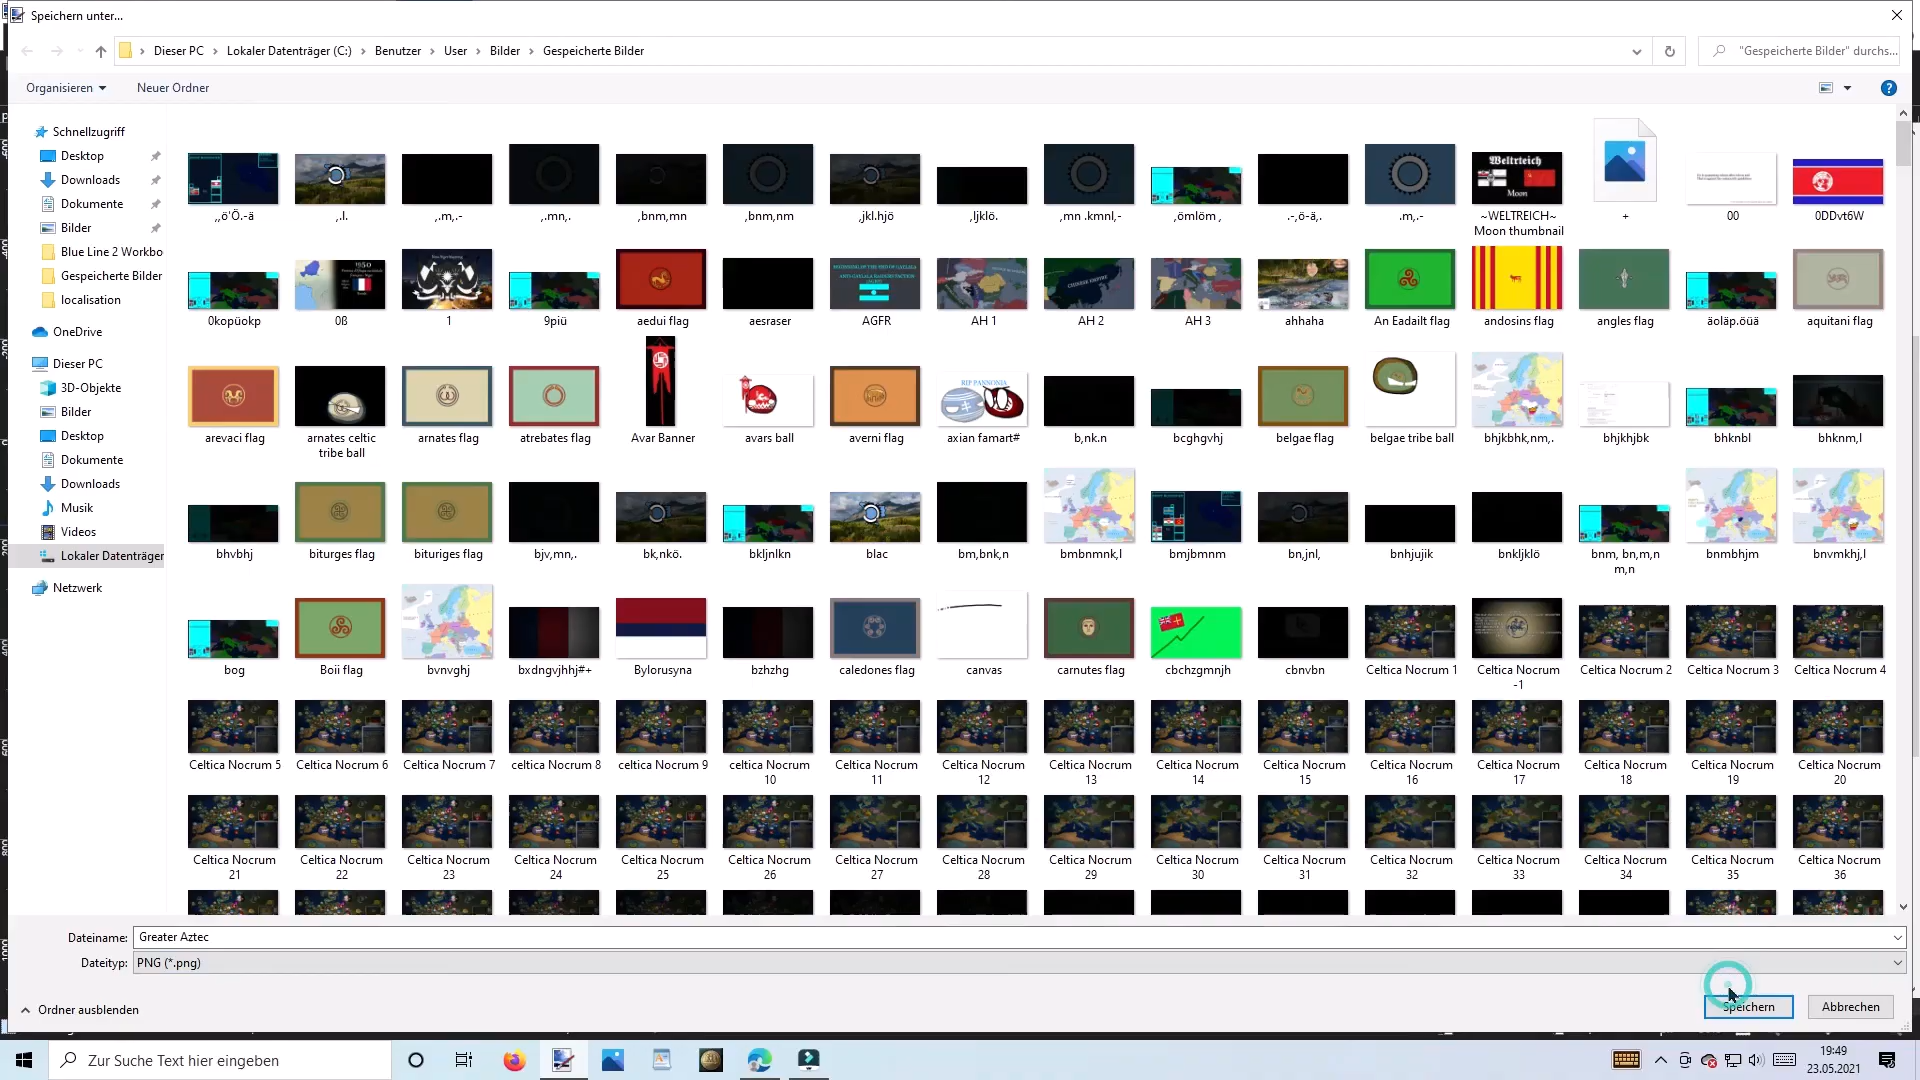 Speichern unter...
Dieser PC › Lokaler Datenträger (C:) › Benutzer › User › Bilder › Gespeicherte Bilder
"Gespeicherte Bilder" durchs...
Organisieren
Neuer Ordner
Schnellzugriff
Desktop
Downloads
Dokumente
Bilder
Blue Line 2 Workbo
Gespeicherte Bilder
localisation
OneDrive
Dieser PC
3D-Objekte
Bilder
Desktop
Dokumente
Downloads
Musik
Videos
Lokaler Datenträger
Netzwerk
,,ö'Ö.-ä
,.l.
,.m,.-
,.mn,.
,bnm,mn
,bnm,nm
,jkl.hjö
,ljklö.
,mn .kmnl,-
,ömlöm ,
.-,ö-ä,.
.m,.-
Weltrteich
Moon
~WELTREICH~
Moon thumbnail
+
00
0DDvt6W
0kopüokp
1950
0ß
1
9piü
aedui flag
aesraser
AGFR
AH 1
CHINESE EMPIRE
AH 2
AH 3
ahhaha
An Eadailt flag
andosins flag
angles flag
äoläp.öüä
aquitani flag
arevaci flag
arnates celtic
tribe ball
arnates flag
atrebates flag
Avar Banner
avars ball
averni flag
RIP PANNONIA
axian famart#
b,nk.n
bcghgvhj
belgae flag
belgae tribe ball
bhjkbhk,nm,.
bhjkhjbk
bhknbl
bhknm,l
bhvbhj
biturges flag
bituriges flag
bjv,mn,.
bk,nkö.
bkljnlkn
blac
bm,bnk,n
bmbnmnk,l
bmjbmnm
bn,jnl,
bnhjujik
bnkljklö
bnm, bn,m,n
m,n
bnmbhjm
bnvmkhj,l
bog
Boii flag
bvnvghj
bxdngvjhhj#+
Bylorusyna
bzhzhg
caledones flag
canvas
carnutes flag
cbchzgmnjh
cbnvbn
Celtica Nocrum 1
Celtica Nocrum
-1
Celtica Nocrum 2
Celtica Nocrum 3
Celtica Nocrum 4
Celtica Nocrum 5
Celtica Nocrum 6
Celtica Nocrum 7
celtica Nocrum 8
celtica Nocrum 9
celtica Nocrum
10
Celtica Nocrum
11
Celtica Nocrum
12
Celtica Nocrum
13
Celtica Nocrum
14
Celtica Nocrum
15
Celtica Nocrum
16
Celtica Nocrum
17
Celtica Nocrum
18
Celtica Nocrum
19
Celtica Nocrum
20
Celtica Nocrum
21
Celtica Nocrum
22
Celtica Nocrum
23
Celtica Nocrum
24
Celtica Nocrum
25
Celtica Nocrum
26
Celtica Nocrum
27
Celtica Nocrum
28
Celtica Nocrum
29
Celtica Nocrum
30
Celtica Nocrum
31
Celtica Nocrum
32
Celtica Nocrum
33
Celtica Nocrum
34
Celtica Nocrum
35
Celtica Nocrum
36
Dateiname: Greater Aztec
Dateityp: PNG (*.png)
Ordner ausblenden
Speichern
Abbrechen
Zur Suche Text hier eingeben
19:49
23.05.2021